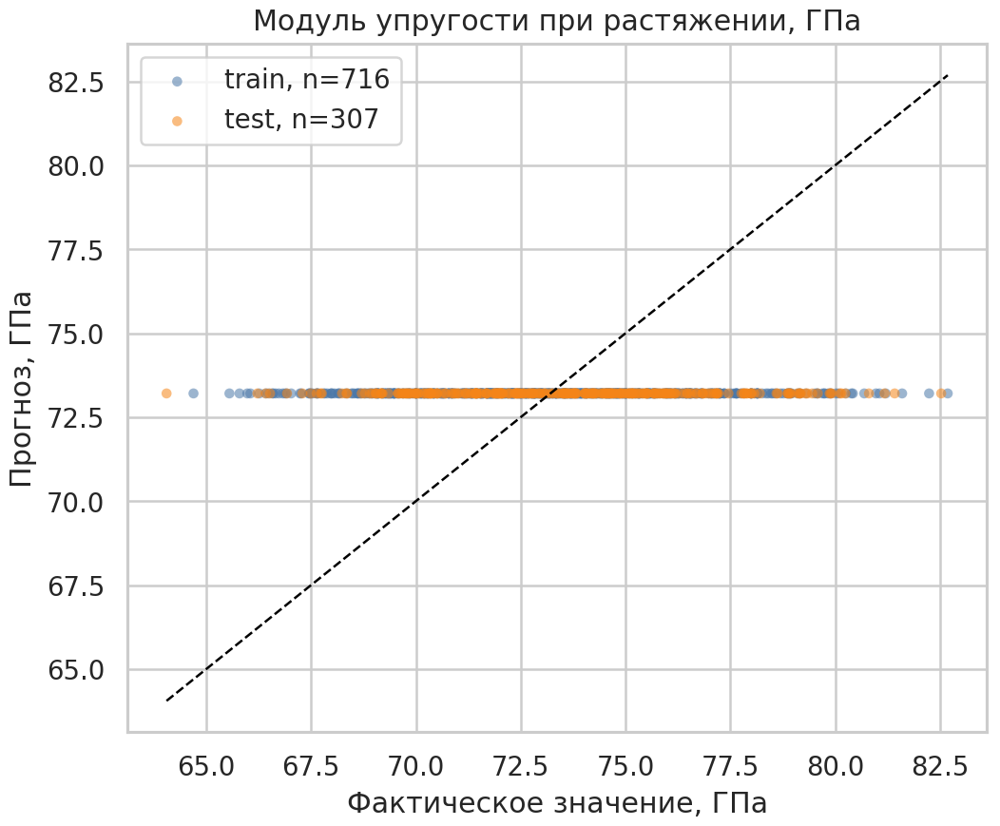 Модуль упругости при растяжении, ГПа
train, n=716
test, n=307
82.5
80.0
77.5
75.0
72.5
70.0
67.5
65.0
Прогноз, ГПа
65.0 67.5 70.0 72.5 75.0 77.5 80.0 82.5
Фактическое значение, ГПа